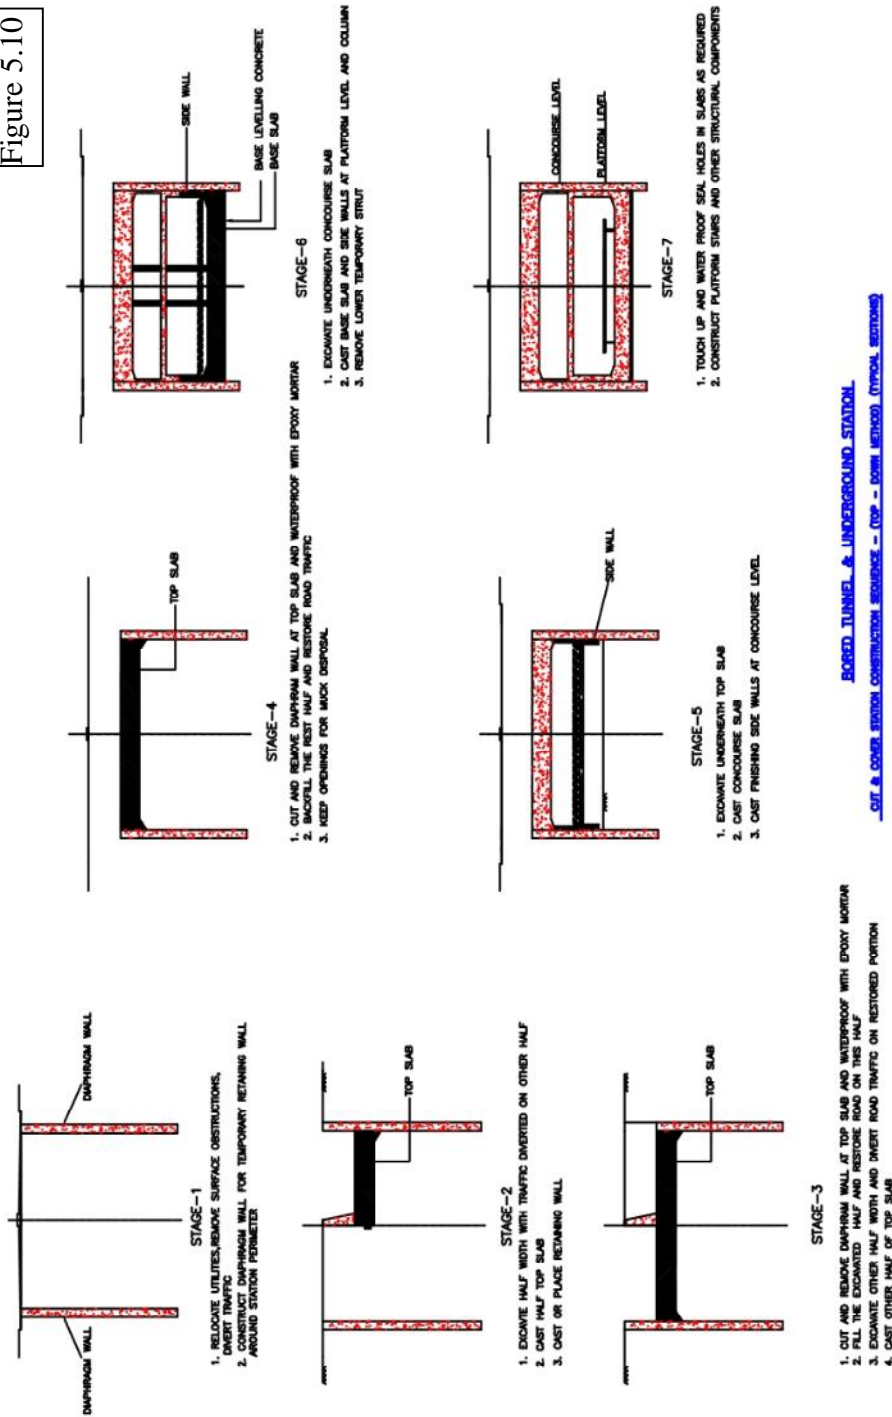 Figure 5.10
DIAPHRAGM WALL
DIAPHRAGM WALL
STAGE-1
1. RELOCATE UTILITES,REMOVE SURFACE OBSTRUCTIONS,
DIVERT TRAFFIC
2. CONSTRUCT DIAPHRAGM WALL FOR TEMPORARY RETANING WALL
AROUND STATION PERIMETER
TOP SLAB
STAGE-2
1. EXCAVTE HALF WIDTH WITH TRAFFIC DIVERTED ON OTHER HALF
2. CAST HALF TOP SLAB
3. CAST OR PLACE RETAINING WALL
TOP SLAB
STAGE-3
1. CUT AND REMOVE DIAPHRAM WALL AT TOP SLAB AND WATERPROOF WITH EPOXY MORTAR
2. FILL THE EXCAVATED HALF AND RESTORE ROAD ON THIS HALF
3. EXCAVATE OTHER HALF WIDTH AND DIVERT ROAD TRAFFIC ON RESTORED PORTION
4. CAST OTHER HALF OF TOP SLAB
TOP SLAB
STAGE-4
1. CUT AND REMOVE DIAPHRAM WALL AT TOP SLAB AND WATERPROOF WITH EPOXY MORTAR
2. BACKFILL THE REST HALF AND RESTORE ROAD TRAFFIC
3. KEEP OPENINGS FOR MUCK DISPOSAL
SIDE WALL
STAGE-5
1. EXCAVATE UNDERNEATH TOP SLAB
2. CAST CONCOURSE SLAB
3. CAST FINISHING SIDE WALLS AT CONCOURSE LEVEL
SIDE WALL
BASE LEVELLING CONCRETE
BASE SLAB
STAGE-6
1. EXCAVATE UNDERNEATH CONCOURSE SLAB
2. CAST BASE SLAB AND SIDE WALLS AT PLATFORM LEVEL AND COLUMN
3. REMOVE LOWER TEMPORARY STRUT
CONCOURSE LEVEL
PLATFORM LEVEL
STAGE-7
1. TOUCH UP AND WATER PROOF SEAL HOLES IN SLABS AS REQUIRED
2. CONSTRUCT PLATFORM STAIRS AND OTHER STRUCTURAL COMPONENTS
BORED TUNNEL & UNDERGROUND STATION
CUT & COVER STATION CONSTRUCTION SEQUENCE - (TOP - DOWN METHOD) (TYPICAL SECTIONS)